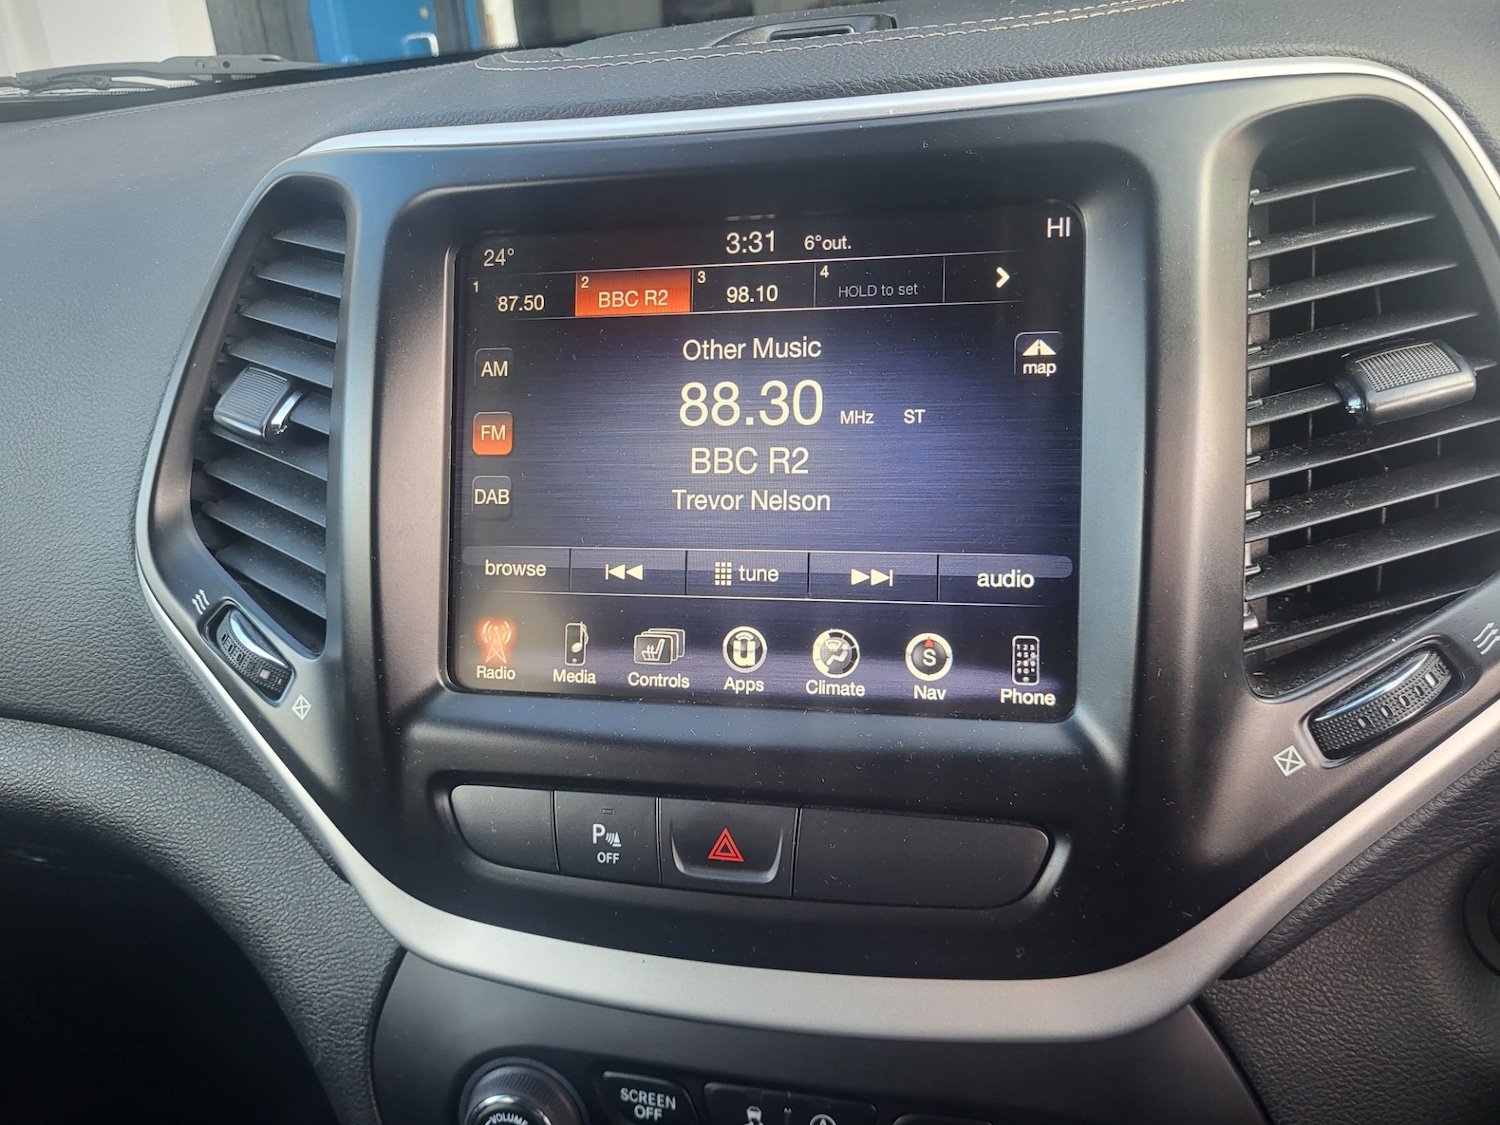 24° 3:31 6°out. HI
1 87.50 2 BBC R2 3 98.10 4 HOLD to set
Other Music
map
AM
88.30 MHz ST
FM
BBC R2
DAB
Trevor Nelson
browse tune audio
Radio Media Controls Apps Climate Nav Phone
S
P
OFF
SCREEN
OFF
VOLUME